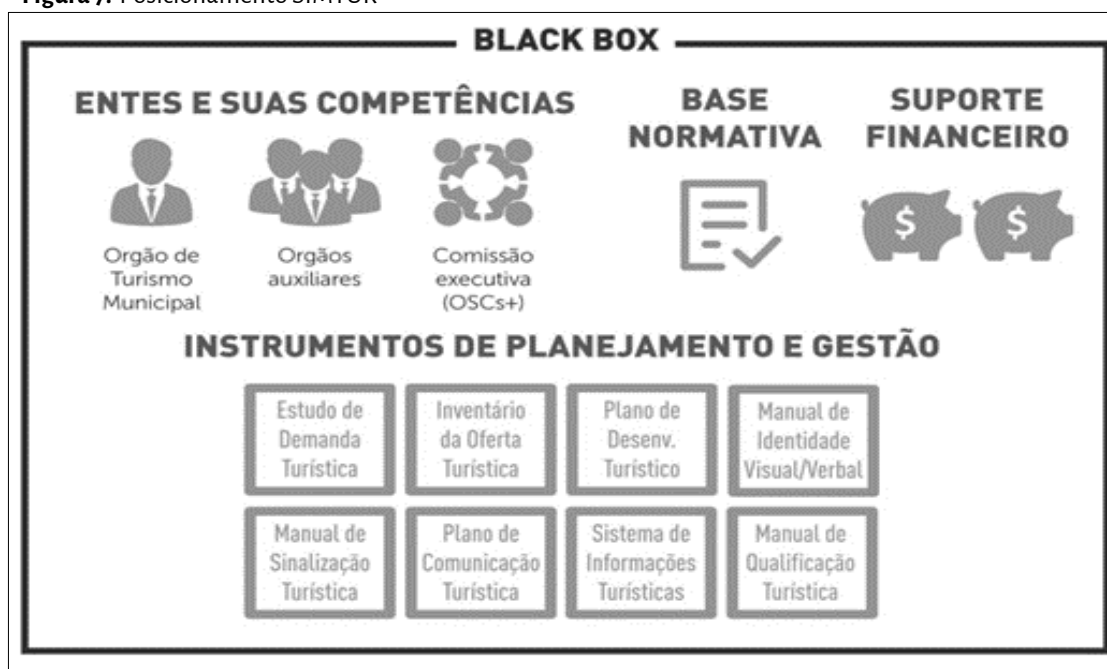 Figura 7. Posicionamento SIMTUR
BLACK BOX
ENTES E SUAS COMPETÊNCIAS
Orgão de
Turismo
Municipal
Orgãos
auxiliares
Comissão
executiva
(OSCs+)
BASE
NORMATIVA
SUPORTE
FINANCEIRO
$ $
INSTRUMENTOS DE PLANEJAMENTO E GESTÃO
Estudo de
Demanda
Turística
Inventário
da Oferta
Turística
Plano de
Desenv.
Turístico
Manual de
Identidade
Visual/Verbal
Manual de
Sinalização
Turística
Plano de
Comunicação
Turística
Sistema de
Informações
Turísticas
Manual de
Qualificação
Turística